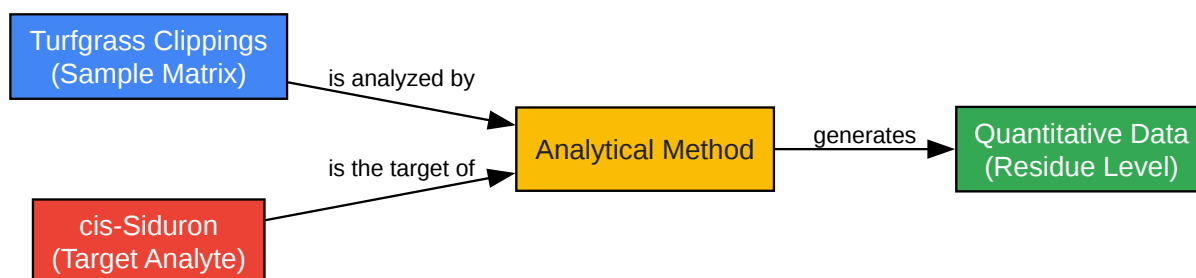 Turfgrass Clippings
(Sample Matrix)
is analyzed by
Analytical Method
generates
Quantitative Data
(Residue Level)
is the target of
cis-Siduron
(Target Analyte)